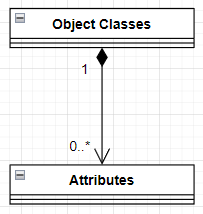 Object Classes
1
0..*
Attributes